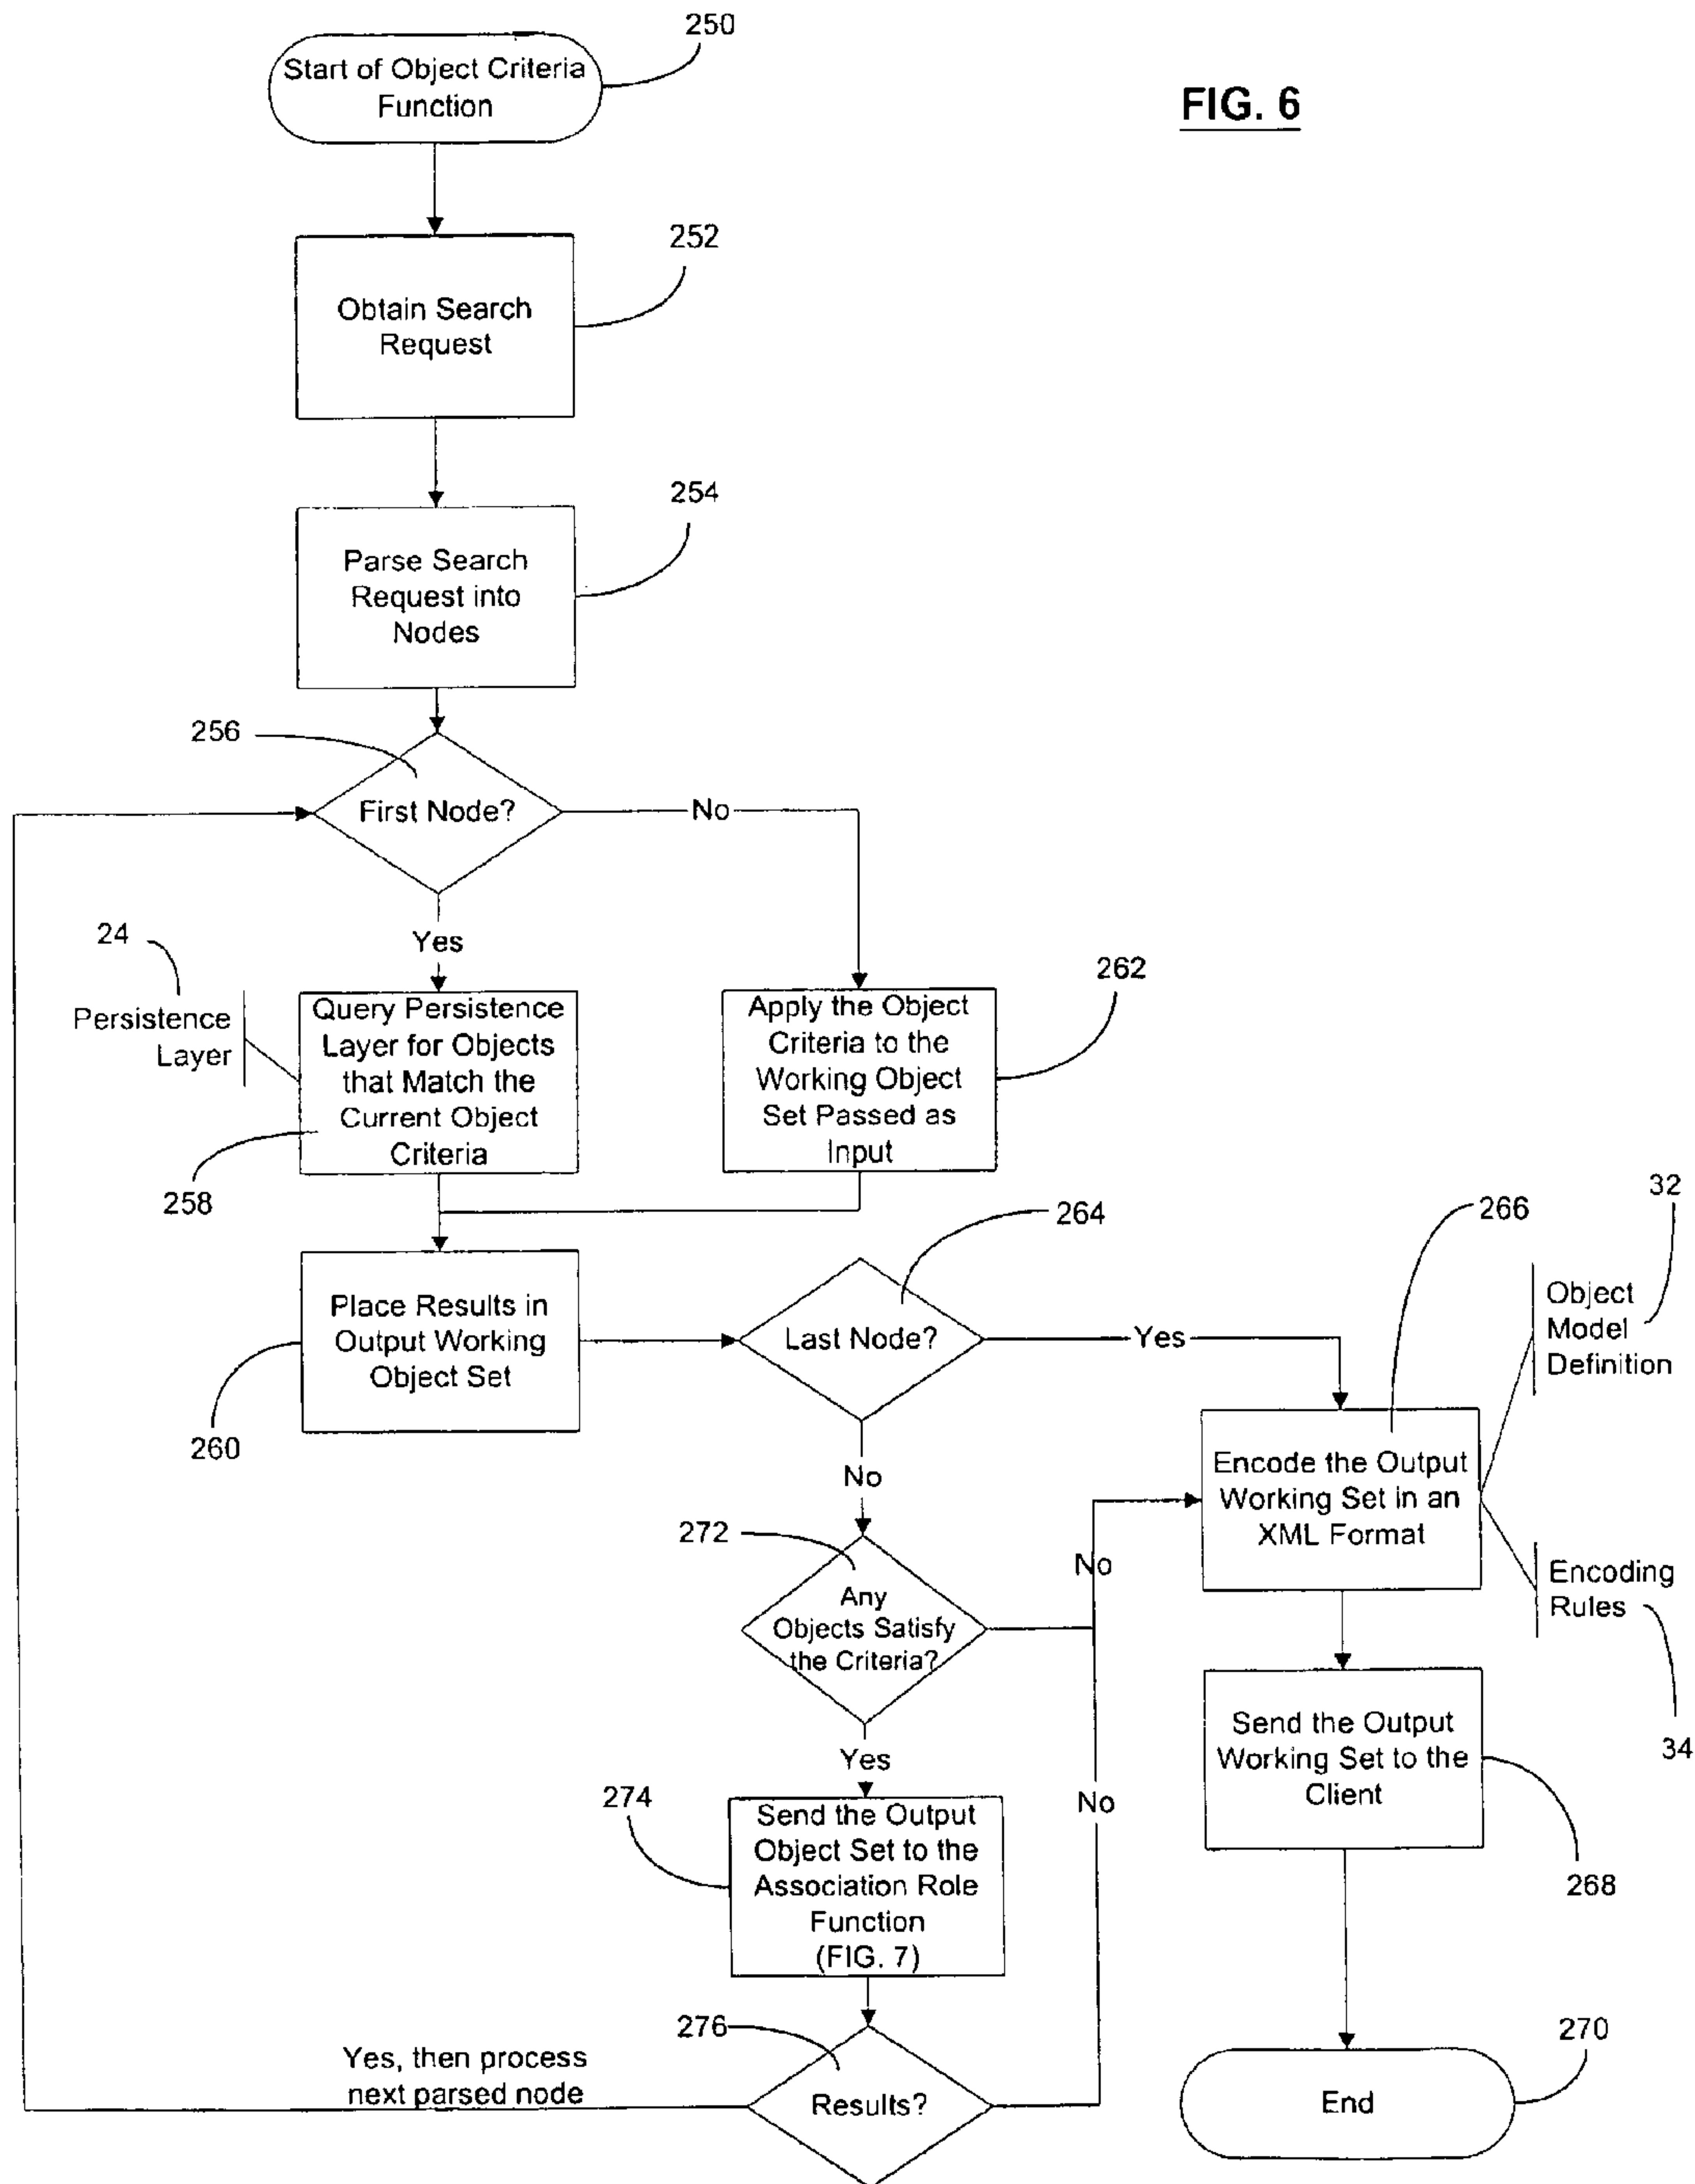 250
Start of Object Criteria
Function
FIG. 6
252
Obtain Search
Request
254
Parse Search
Request into
Nodes
256
First Node?
No
Yes
24
Persistence
Layer
Query Persistence
Layer for Objects
that Match the
Current Object
Criteria
258
262
Apply the Object
Criteria to the
Working Object
Set Passed as
Input
Place Results in
Output Working
Object Set
260
264
Last Node?
Yes
No
266
32
Object
Model
Definition
Encode the Output
Working Set in an
XML Format
Encoding
Rules
34
272
Any
Objects Satisfy
the Criteria?
No
Yes
Send the Output
Working Set to the
Client
268
274
Send the Output
Object Set to the
Association Role
Function
(FIG. 7)
No
276
Results?
Yes, then process
next parsed node
270
End